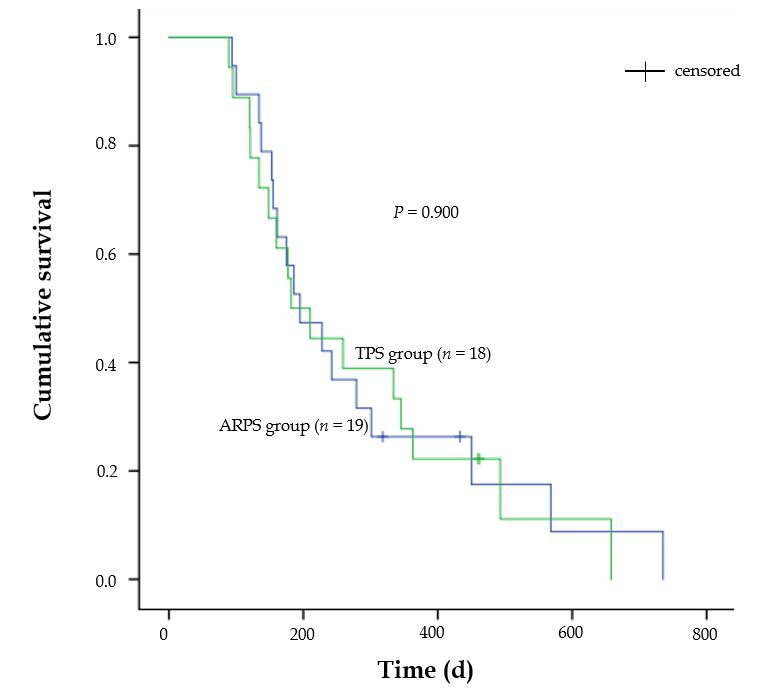 1.0
censored
0.8
P = 0.900
0.6
Cumulative survival
TPS group (n = 18)
0.4
ARPS group (n = 19)
0.2
0.0
0 200 400 600 800
Time (d)